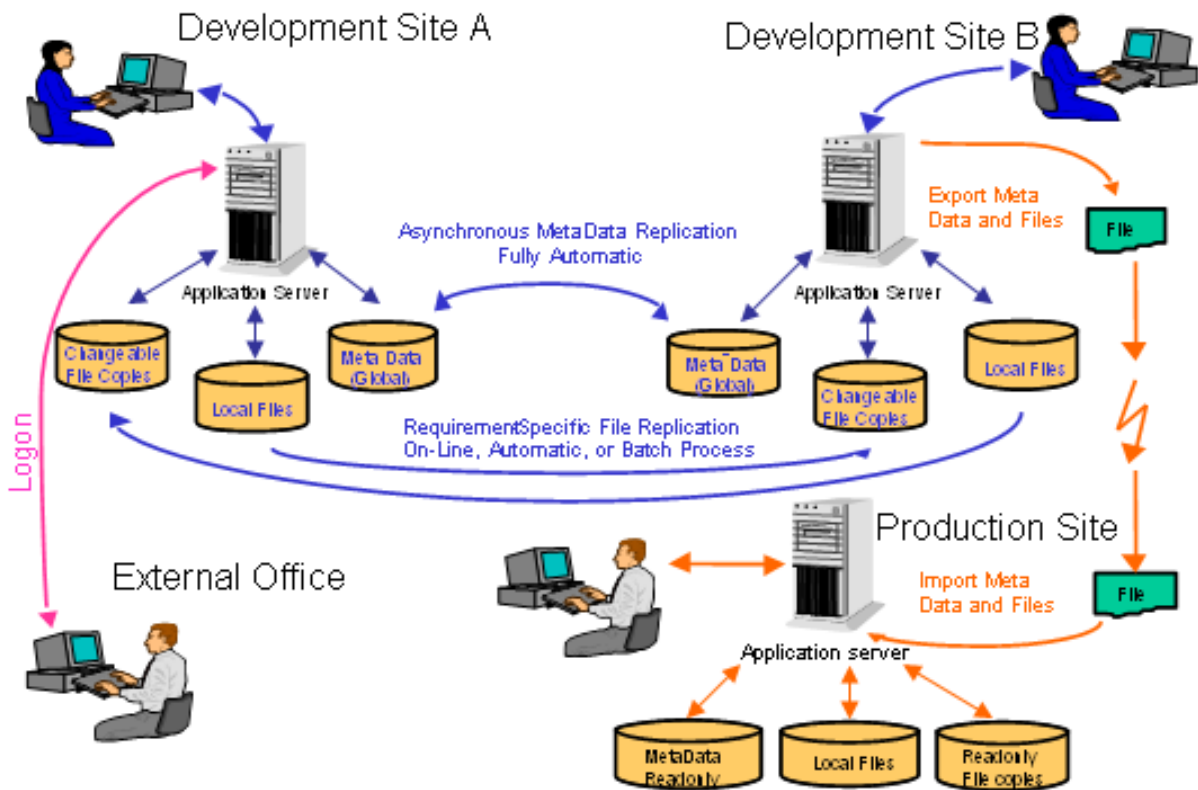 Development Site A
Development Site B
Export Meta
Data and Files
File
Asynchronous MetaData Replication
Fully Automatic
Application Server
Application Server
Changeable
File Copies
Local Files
Meta Data
(Global)
Meta Data
(Global)
Changeable
File Copies
Local Files
RequirementSpecific File Replication
On-Line, Automatic, or Batch Process
Logon
External Office
Production Site
Import Meta
Data and Files
File
Application server
MetaData
Readonly
Local Files
Readonly
File copies